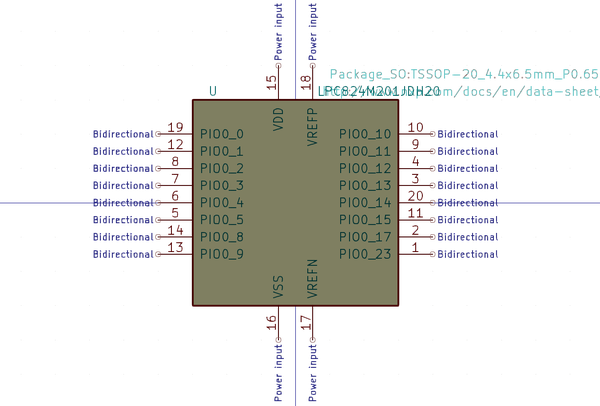 Power input Power input
15 18
Package_SO:TSSOP-20_4.4x6.5mm_P0.65
U LPC824M201JDH20
.com/docs/en/data-sheet
VDD VREFP
Bidirectional 19 PIO0_0 PIO0_10 10 Bidirectional
Bidirectional 12 PIO0_1 PIO0_11 9 Bidirectional
Bidirectional 8 PIO0_2 PIO0_12 4 Bidirectional
Bidirectional 7 PIO0_3 PIO0_13 3 Bidirectional
Bidirectional 6 PIO0_4 PIO0_14 20 Bidirectional
Bidirectional 5 PIO0_5 PIO0_15 11 Bidirectional
Bidirectional 14 PIO0_8 PIO0_17 2 Bidirectional
Bidirectional 13 PIO0_9 PIO0_23 1 Bidirectional
VSS VREFN
16 17
Power input Power input